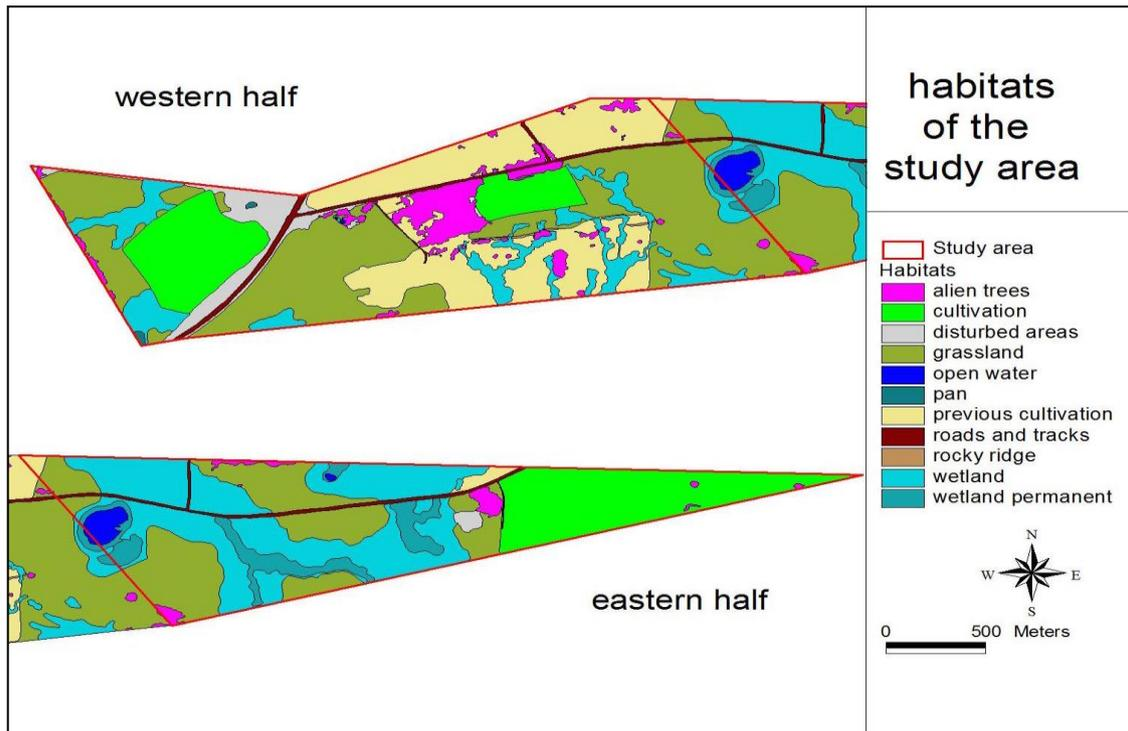 western half
habitats
of the
study area
Study area
Habitats
alien trees
cultivation
disturbed areas
grassland
open water
pan
previous cultivation
roads and tracks
rocky ridge
wetland
wetland permanent
N
W E
S
0 500 Meters
eastern half